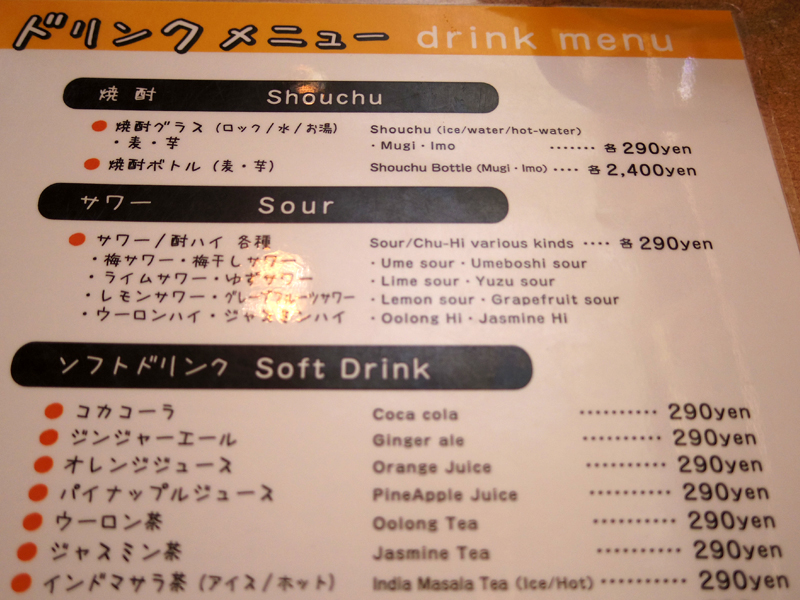 ドリンクメニュー drink menu
焼酎 Shouchu
焼酎グラス (ロック/水/お湯) Shouchu (ice/water/hot-water)
・麦・芋 ・Mugi・Imo ······· 各 290yen
焼酎ボトル (麦・芋) Shouchu Bottle (Mugi・Imo) ···· 各 2,400yen
サワー Sour
サワー/酎ハイ 各種 Sour/Chu-Hi various kinds ···· 各 290yen
・梅サワー・梅干しサワー ・Ume sour・Umeboshi sour
・ライムサワー・ゆずサワー ・Lime sour・Yuzu sour
・レモンサワー・グレープフルーツサワー ・Lemon sour・Grapefruit sour
・ウーロンハイ・ジャスミンハイ ・Oolong Hi・Jasmine Hi
ソフトドリンク Soft Drink
コカコーラ Coca cola ·········· 290yen
ジンジャーエール Ginger ale ·········· 290yen
オレンジジュース Orange Juice ·········· 290yen
パイナップルジュース PineApple Juice ·········· 290yen
ウーロン茶 Oolong Tea ·········· 290yen
ジャスミン茶 Jasmine Tea ·········· 290yen
インドマサラ茶 (アイス/ホット) India Masala Tea (Ice/Hot) ·········· 290yen